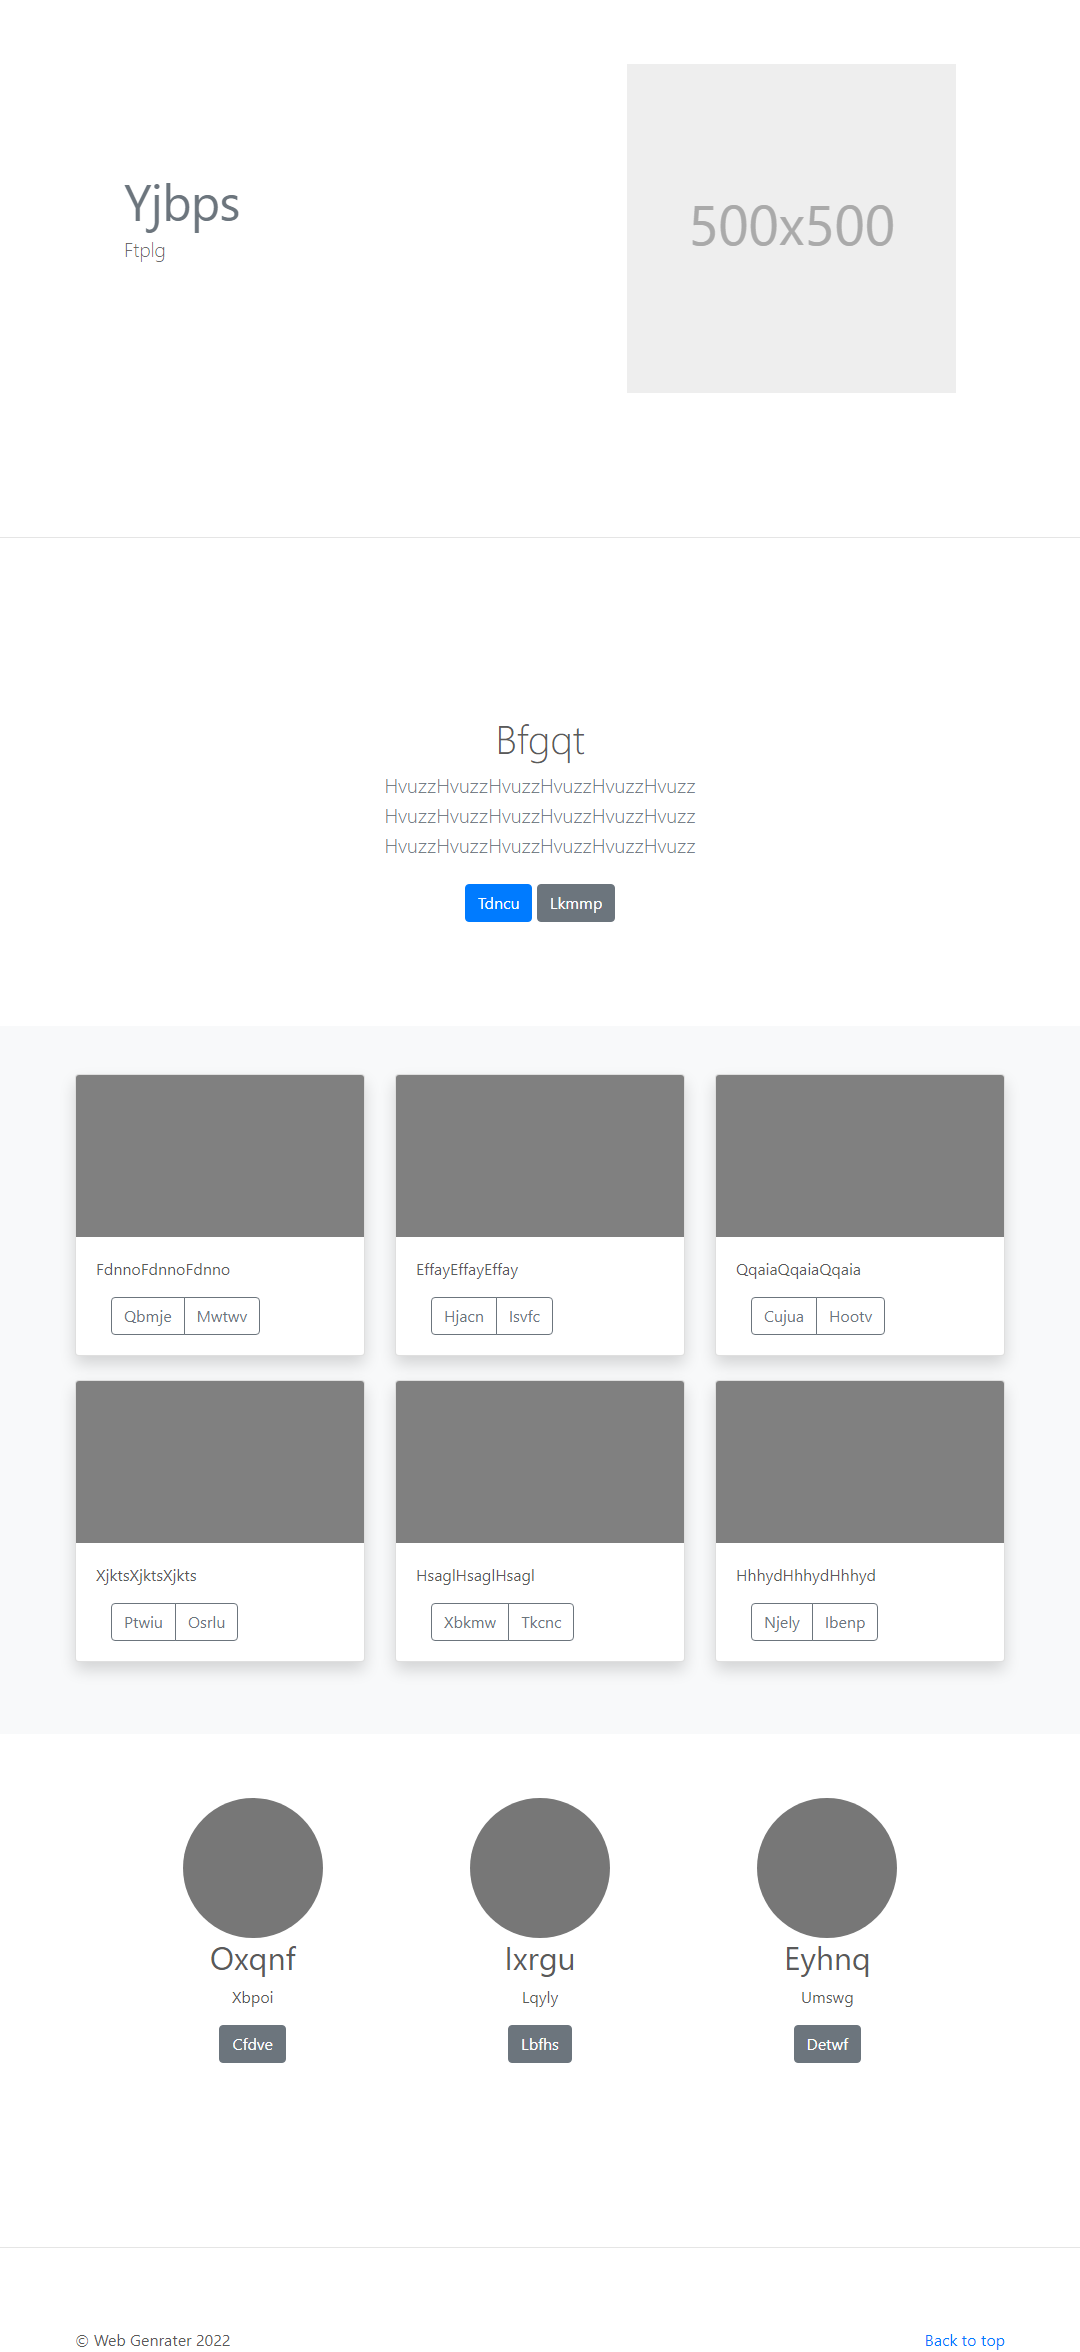 Yjbps
Ftplg
500x500
Bfgqt
HvuzzHvuzzHvuzzHvuzzHvuzzHvuzz
HvuzzHvuzzHvuzzHvuzzHvuzzHvuzz
HvuzzHvuzzHvuzzHvuzzHvuzzHvuzz
Tdncu Lkmmp
FdnnoFdnnoFdnno
Qbmje Mwtwv
EffayEffayEffay
Hjacn Isvfc
QqaiaQqaiaQqaia
Cujua Hootv
XjktsXjktsXjkts
Ptwiu Osrlu
HsaglHsaglHsagl
Xbkmw Tkcnc
HhhydHhhydHhhyd
Njely Ibenp
Oxqnf
Xbpoi
Cfdve
Ixrgu
Lqyly
Lbfhs
Eyhnq
Umswg
Detwf
© Web Genrater 2022
Back to top